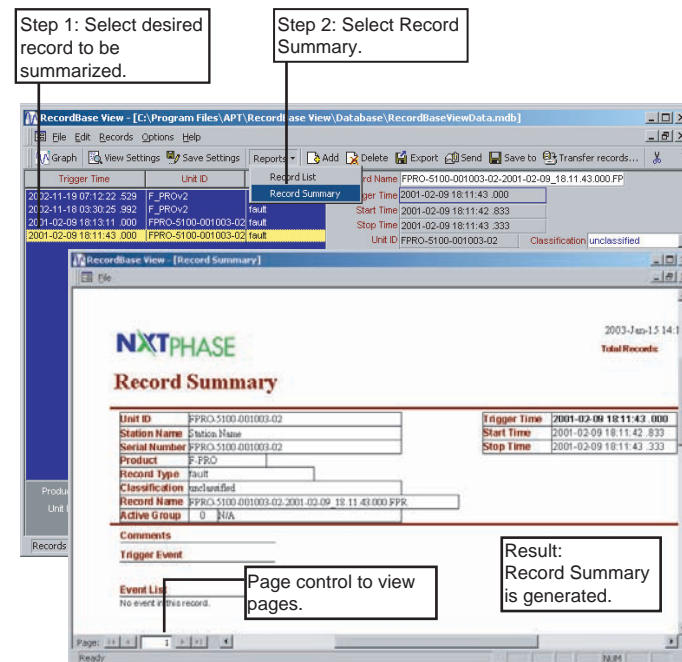 Step 1: Select desired
record to be
summarized.
Step 2: Select Record
Summary.
RecordBase View - [C:\Program Files\APT\RecordBase View\Database\RecordBaseViewData.mdb]
File Edit Records Options Help
Graph View Settings Save Settings Reports Add Delete Export Send Save to Transfer records...
Trigger Time Unit ID
Record List
Record Summary
rd Name FPRO-5100-001003-02-2001-02-09_18.11.43.000.FP
ger Time 2001-02-09 18:11:43 .000
Start Time 2001-02-09 18:11:42 .833
Stop Time 2001-02-09 18:11:43 .333
Unit ID FPRO-5100-001003-02 Classification unclassified
2002-11-19 07:12:22 .529 F_PROv2
2002-11-18 03:30:25 .992 F_PROv2 fault
2001-02-09 18:13:11 .000 FPRO-5100-001003-02 fault
2001-02-09 18:11:43 .000 FPRO-5100-001003-02 fault
RecordBase View - [Record Summary]
File
NXTPHASE
2003-Jan-15 14:1
Total Records:
Record Summary
Unit ID FPRO-5100-001003-02
Station Name Station Name
Serial Number FPRO-5100-001003-02
Product F-PRO
Record Type fault
Classification unclassified
Record Name FPRO-5100-001003-02-2001-02-09_18.11.43.000.FPR
Active Group 0 N/A
Trigger Time 2001-02-09 18:11:43 .000
Start Time 2001-02-09 18:11:42 .833
Stop Time 2001-02-09 18:11:43 .333
Comments
Trigger Event
Event List
No event in this record.
Page control to view
pages.
Result:
Record Summary
is generated.
Produ
Unit I
Records
Page: 1
Ready NUM